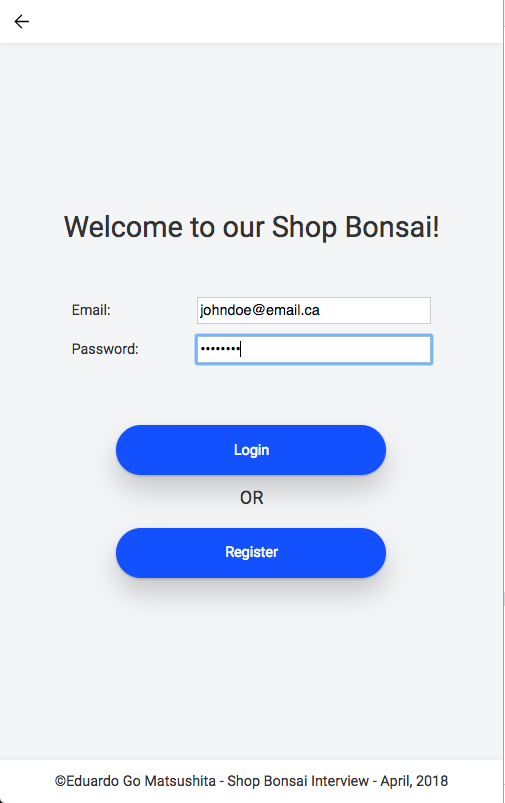 Welcome to our Shop Bonsai!
Email: johndoe@email.ca
Password: ••••••••
Login
OR
Register
©Eduardo Go Matsushita - Shop Bonsai Interview - April, 2018